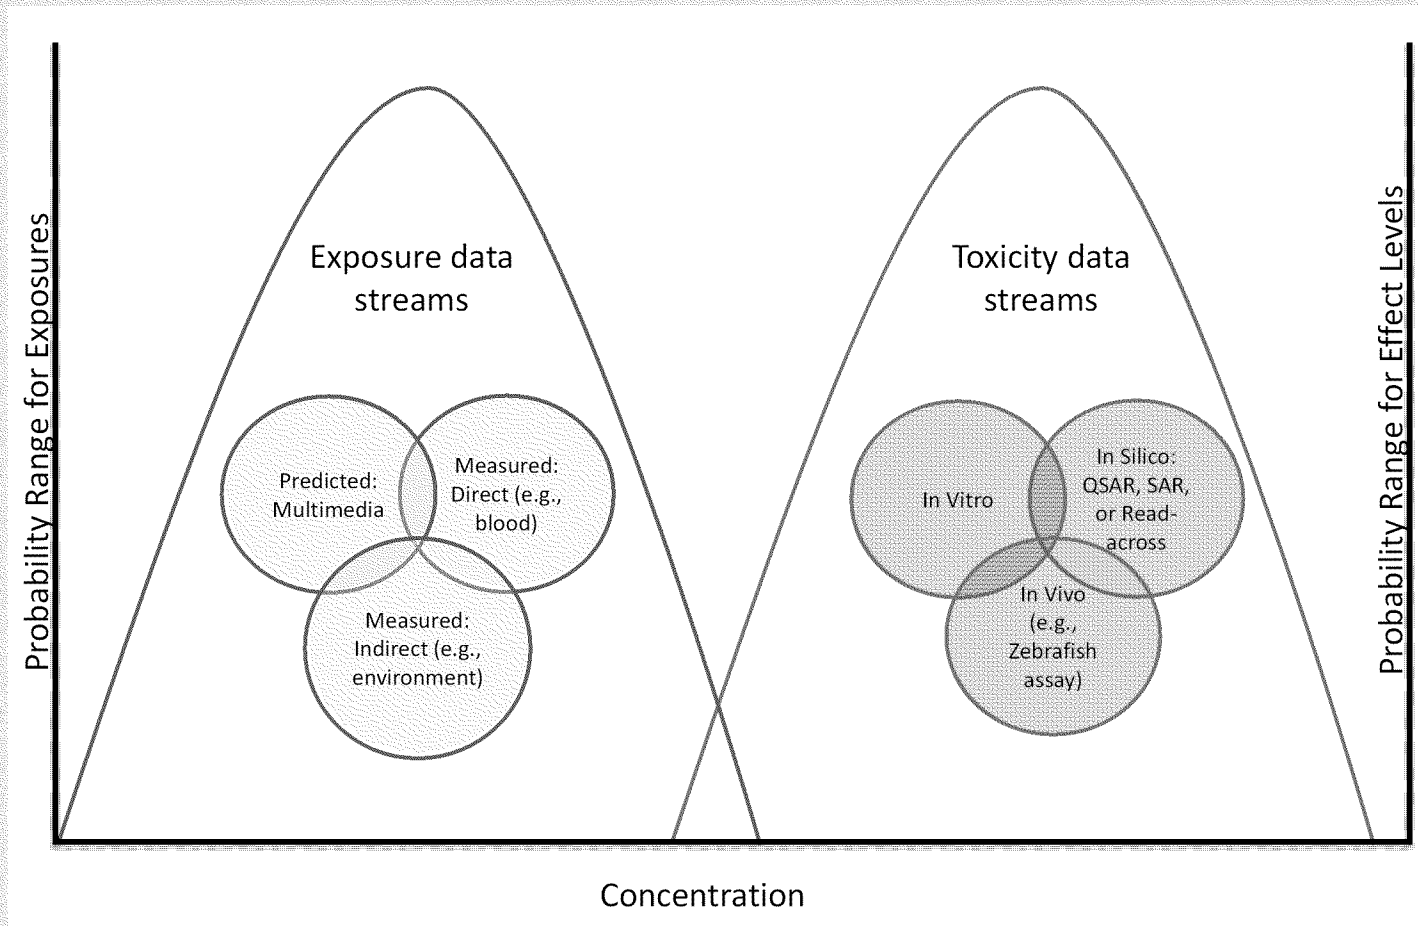 Probability Range for Exposures
Exposure data
streams
Predicted:
Multimedia
Measured:
Direct (e.g.,
blood)
Measured:
Indirect (e.g.,
environment)
Toxicity data
streams
In Vitro
In Silico:
QSAR, SAR,
or Read-
across
In Vivo
(e.g.,
Zebrafish
assay)
Probability Range for Effect Levels
Concentration